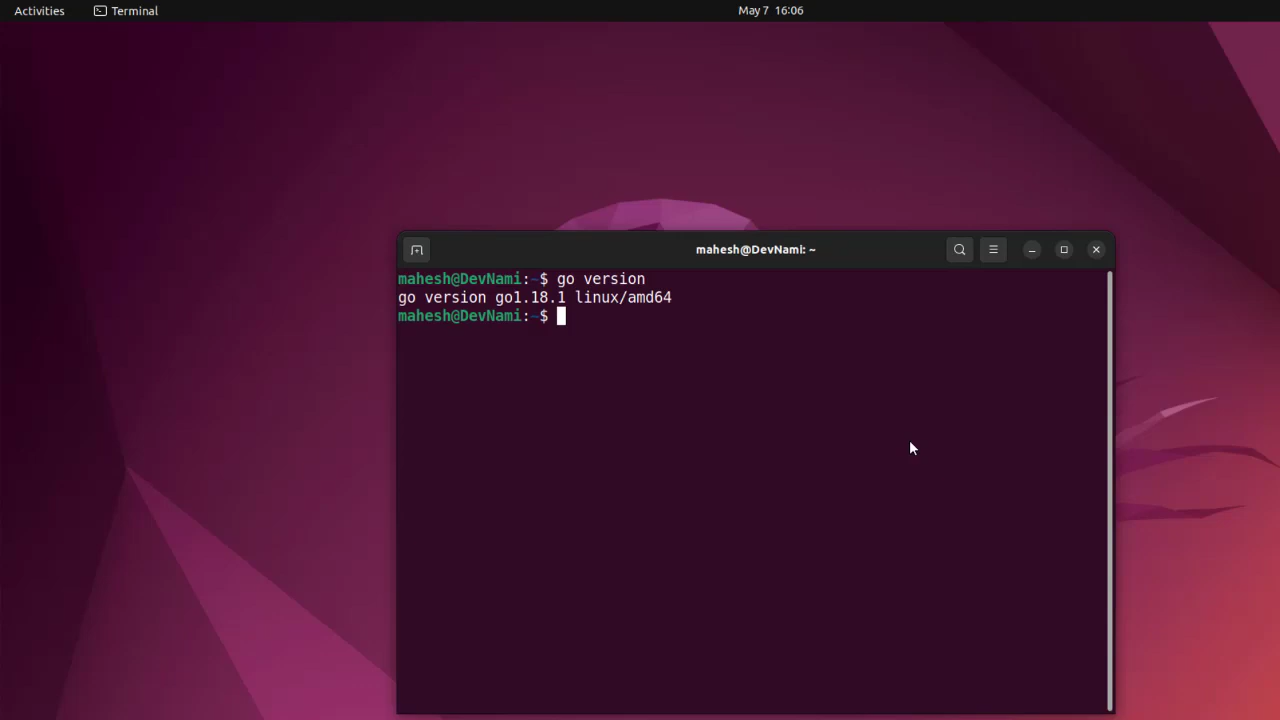 Activities
Terminal
May 7 16:06
mahesh@DevNami: ~
mahesh@DevNami:~$ go version
go version go1.18.1 linux/amd64
mahesh@DevNami:~$